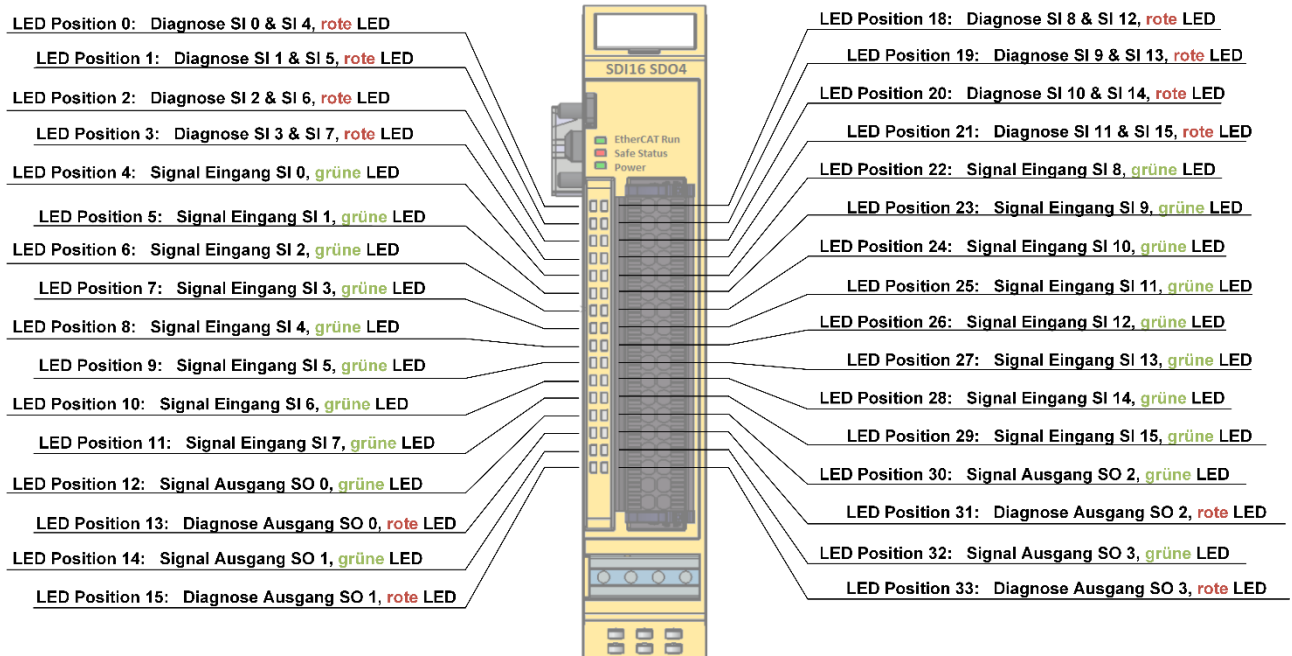 LED Position 0: Diagnose SI 0 & SI 4, rote LED
LED Position 1: Diagnose SI 1 & SI 5, rote LED
LED Position 2: Diagnose SI 2 & SI 6, rote LED
LED Position 3: Diagnose SI 3 & SI 7, rote LED
LED Position 4: Signal Eingang SI 0, grüne LED
LED Position 5: Signal Eingang SI 1, grüne LED
LED Position 6: Signal Eingang SI 2, grüne LED
LED Position 7: Signal Eingang SI 3, grüne LED
LED Position 8: Signal Eingang SI 4, grüne LED
LED Position 9: Signal Eingang SI 5, grüne LED
LED Position 10: Signal Eingang SI 6, grüne LED
LED Position 11: Signal Eingang SI 7, grüne LED
LED Position 12: Signal Ausgang SO 0, grüne LED
LED Position 13: Diagnose Ausgang SO 0, rote LED
LED Position 14: Signal Ausgang SO 1, grüne LED
LED Position 15: Diagnose Ausgang SO 1, rote LED
SDI16 SDO4
EtherCAT Run
Safe Status
Power
LED Position 18: Diagnose SI 8 & SI 12, rote LED
LED Position 19: Diagnose SI 9 & SI 13, rote LED
LED Position 20: Diagnose SI 10 & SI 14, rote LED
LED Position 21: Diagnose SI 11 & SI 15, rote LED
LED Position 22: Signal Eingang SI 8, grüne LED
LED Position 23: Signal Eingang SI 9, grüne LED
LED Position 24: Signal Eingang SI 10, grüne LED
LED Position 25: Signal Eingang SI 11, grüne LED
LED Position 26: Signal Eingang SI 12, grüne LED
LED Position 27: Signal Eingang SI 13, grüne LED
LED Position 28: Signal Eingang SI 14, grüne LED
LED Position 29: Signal Eingang SI 15, grüne LED
LED Position 30: Signal Ausgang SO 2, grüne LED
LED Position 31: Diagnose Ausgang SO 2, rote LED
LED Position 32: Signal Ausgang SO 3, grüne LED
LED Position 33: Diagnose Ausgang SO 3, rote LED